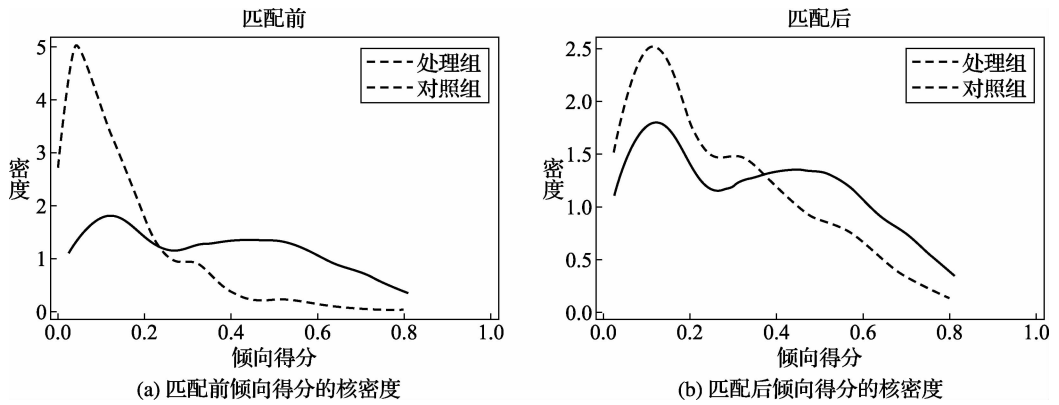 匹配前
5
4
3
2
1
0
密度
处理组
对照组
0.0 0.2 0.4 0.6 0.8 1.0
倾向得分
(a) 匹配前倾向得分的核密度
匹配后
2.5
2.0
1.5
1.0
0.5
0.0
密度
处理组
对照组
0.0 0.2 0.4 0.6 0.8 1.0
倾向得分
(b) 匹配后倾向得分的核密度